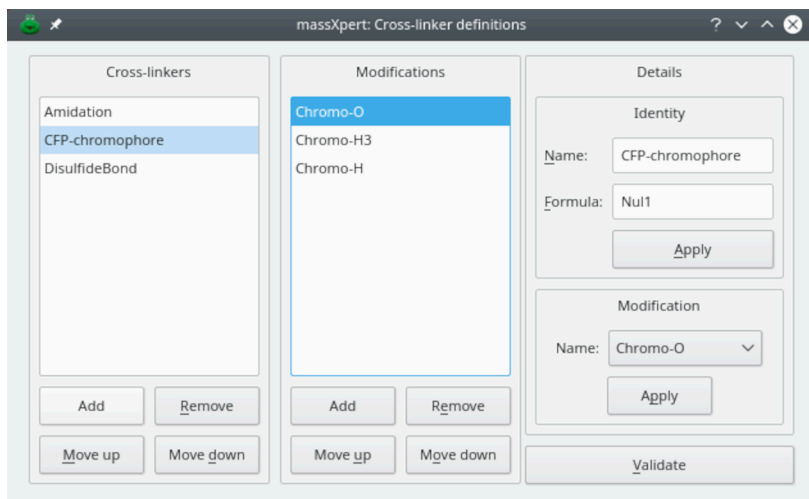 massXpert: Cross-linker definitions
Cross-linkers
Amidation
CFP-chromophore
DisulfideBond
Add
Remove
Move up
Move down
Modifications
Chromo-O
Chromo-H3
Chromo-H
Add
Remove
Move up
Move down
Details
Identity
Name: CFP-chromophore
Formula: Nul1
Apply
Modification
Name: Chromo-O
Apply
Validate